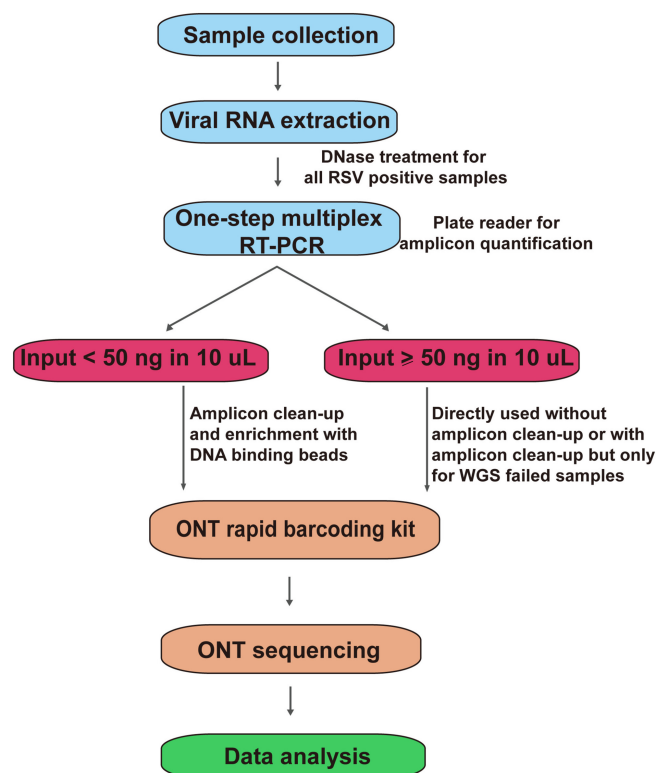 Sample collection
Viral RNA extraction
DNase treatment for
all RSV positive samples
One-step multiplex
RT-PCR
Plate reader for
amplicon quantification
Input < 50 ng in 10 uL
Input ⩾ 50 ng in 10 uL
Amplicon clean-up
and enrichment with
DNA binding beads
Directly used without
amplicon clean-up or with
amplicon clean-up but only
for WGS failed samples
ONT rapid barcoding kit
ONT sequencing
Data analysis